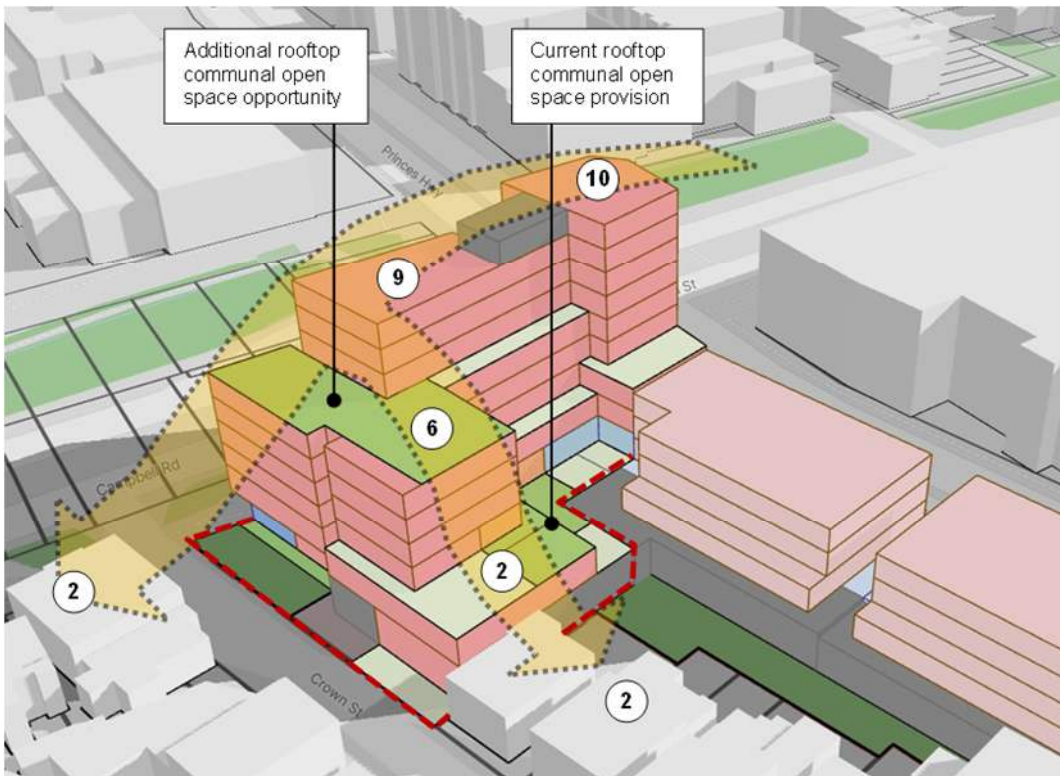 Additional rooftop
communal open
space opportunity
Current rooftop
communal open
space provision
Princes Hwy
10
St
9
6
Campbell Rd
2
2
Crown St
2